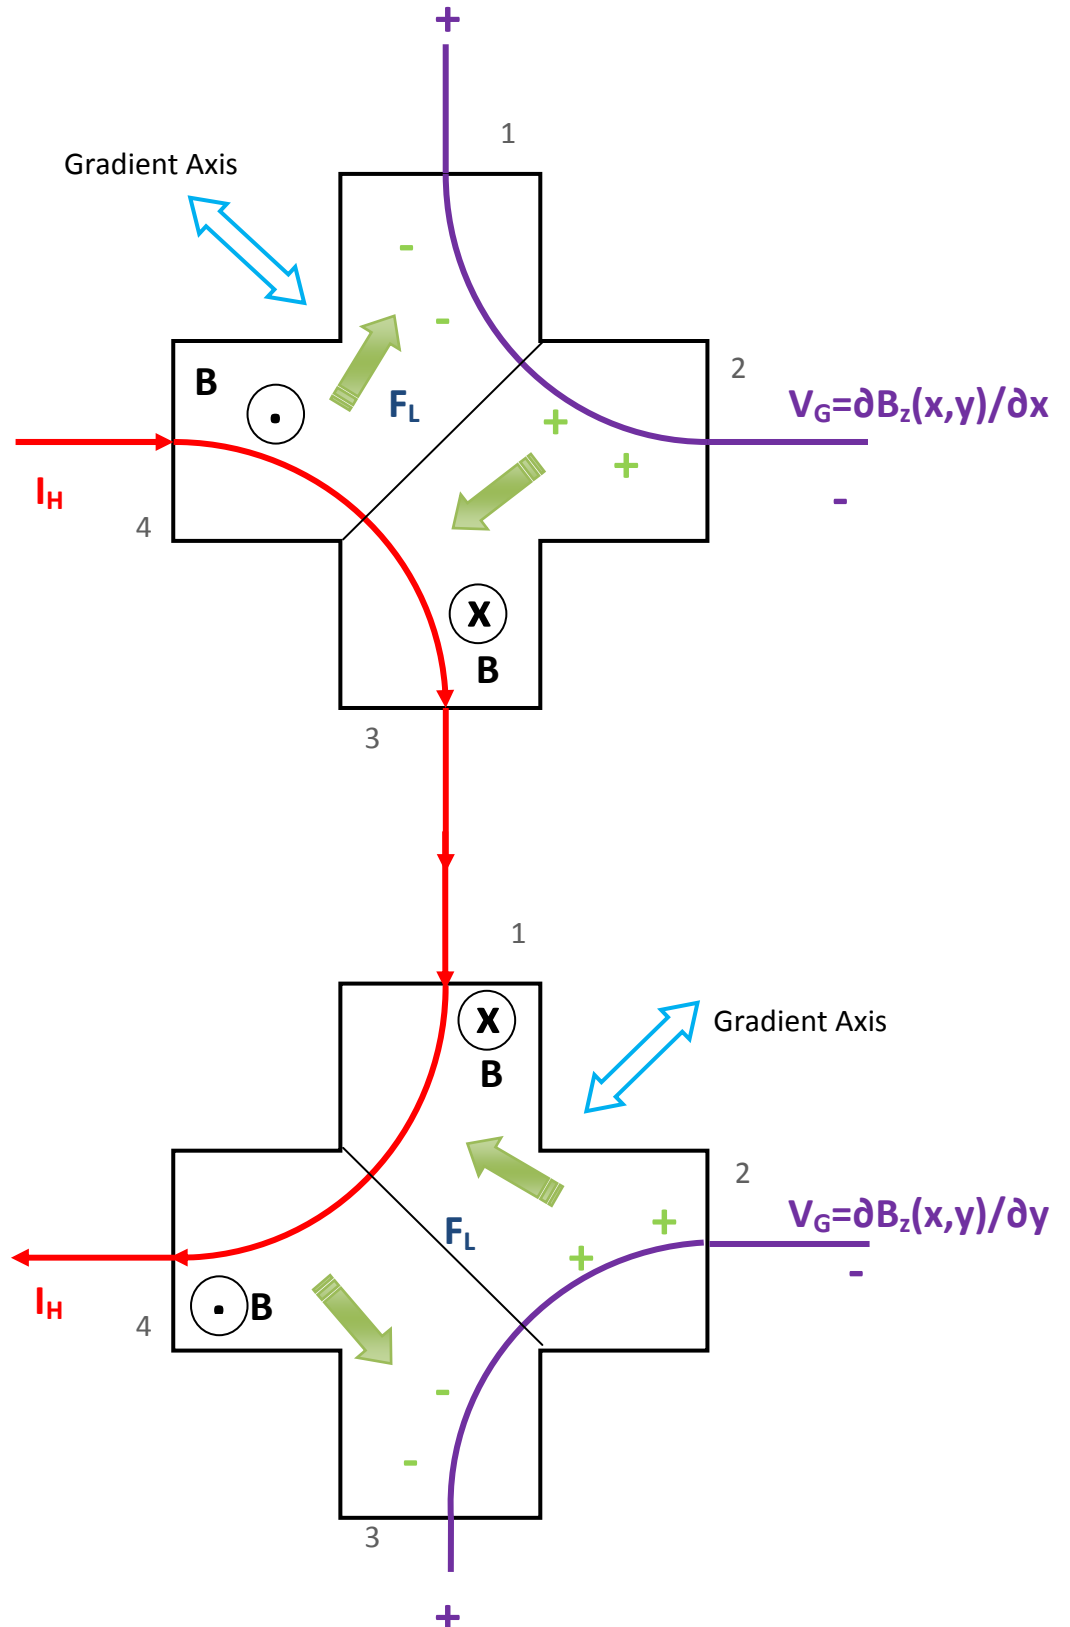 +
1
Gradient Axis
-
-
B
.
2
F_L
V_G=∂B_z(x,y)/∂x
+
+
I_H
-
4
X
B
3
1
X
B
Gradient Axis
2
V_G=∂B_z(x,y)/∂y
+
F_L
+
-
I_H
.
B
4
-
-
3
+